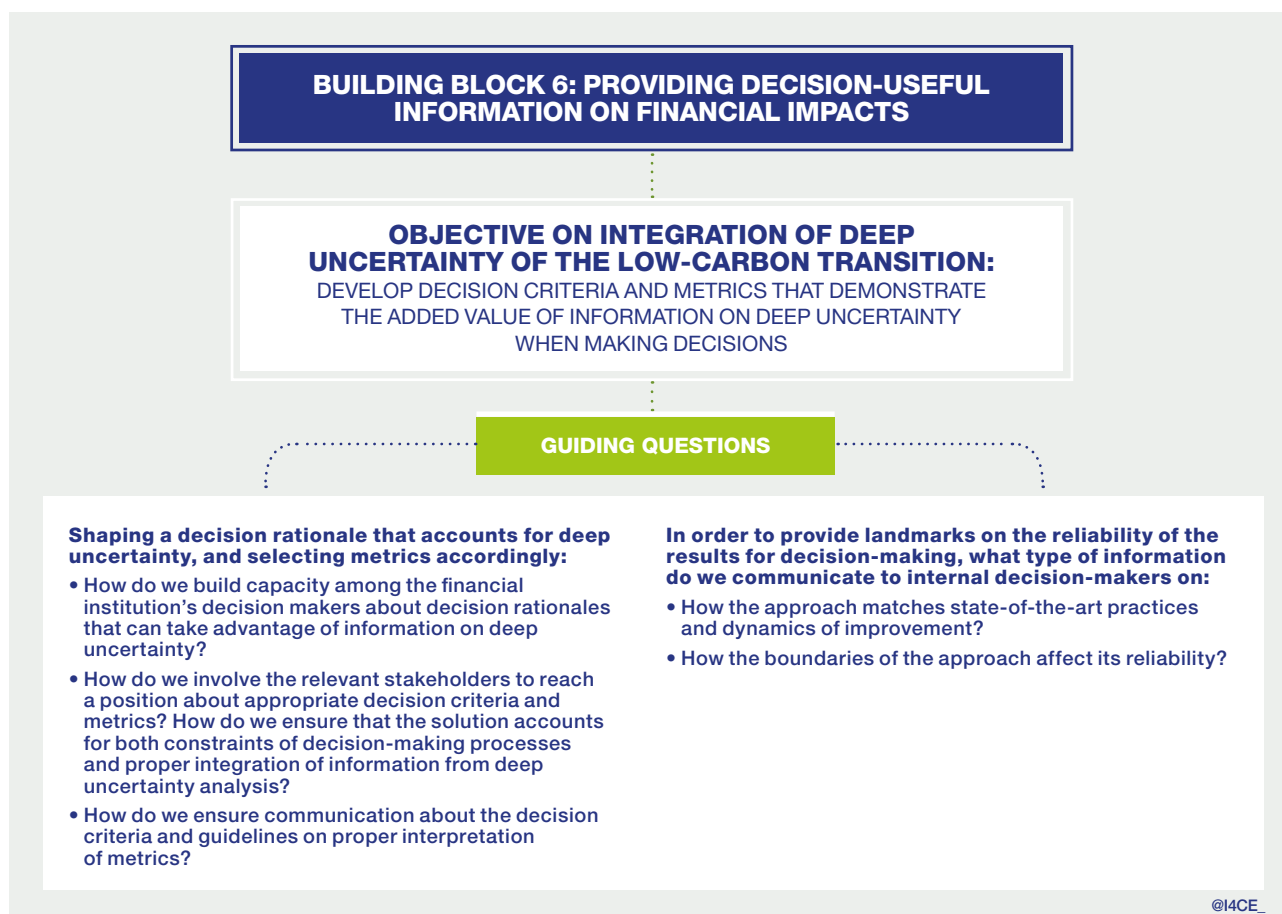 BUILDING BLOCK 6: PROVIDING DECISION-USEFUL
INFORMATION ON FINANCIAL IMPACTS
OBJECTIVE ON INTEGRATION OF DEEP
UNCERTAINTY OF THE LOW-CARBON TRANSITION:
DEVELOP DECISION CRITERIA AND METRICS THAT DEMONSTRATE
THE ADDED VALUE OF INFORMATION ON DEEP UNCERTAINTY
WHEN MAKING DECISIONS
GUIDING QUESTIONS
Shaping a decision rationale that accounts for deep
uncertainty, and selecting metrics accordingly:
• How do we build capacity among the financial
institution's decision makers about decision rationales
that can take advantage of information on deep
uncertainty?
• How do we involve the relevant stakeholders to reach
a position about appropriate decision criteria and
metrics? How do we ensure that the solution accounts
for both constraints of decision-making processes
and proper integration of information from deep
uncertainty analysis?
• How do we ensure communication about the decision
criteria and guidelines on proper interpretation
of metrics?
In order to provide landmarks on the reliability of the
results for decision-making, what type of information
do we communicate to internal decision-makers on:
• How the approach matches state-of-the-art practices
and dynamics of improvement?
• How the boundaries of the approach affect its reliability?
@I4CE_